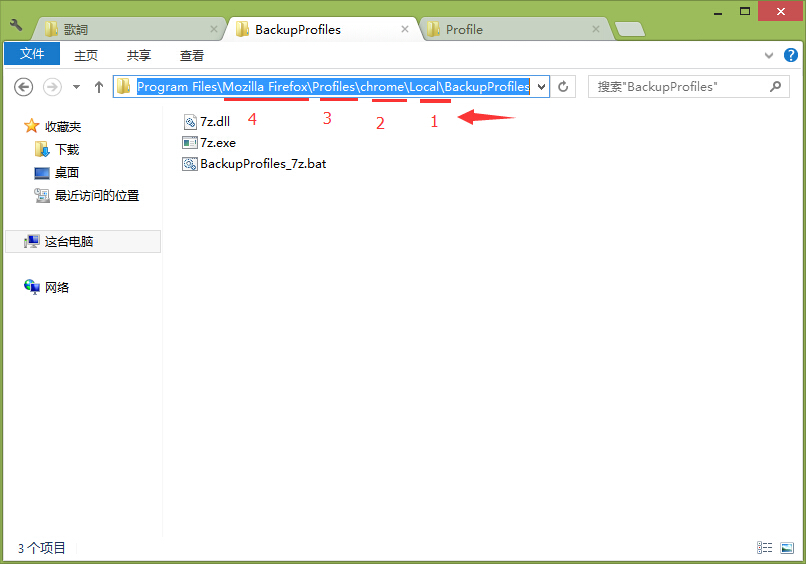 歌詞 BackupProfiles Profile
文件 主页 共享 查看
Program Files\Mozilla Firefox\Profiles\chrome\Local\BackupProfiles 搜索"BackupProfiles"
4 3 2 1
收藏夹
下载
桌面
最近访问的位置
这台电脑
网络
7z.dll
7z.exe
BackupProfiles_7z.bat
3 个项目